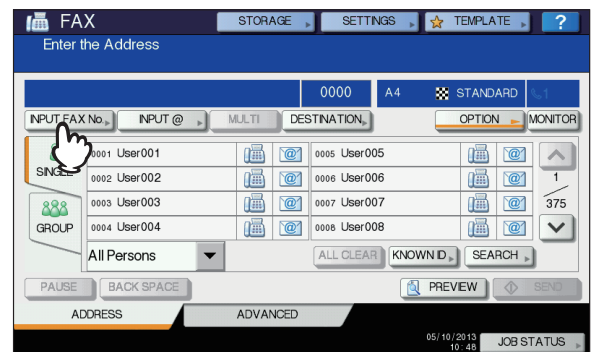 FAX STORAGE SETTINGS TEMPLATE ?
Enter the Address
0000 A4 STANDARD 1
INPUT FAX No. INPUT @ MULTI DESTINATION OPTION MONITOR
SINGLE
0001 User001 0005 User005
0002 User002 0006 User006
0003 User003 0007 User007
0004 User004 0008 User008
1
375
GROUP
All Persons ALL CLEAR KNOWN ID SEARCH
PAUSE BACK SPACE PREVIEW SEND
ADDRESS ADVANCED
05/10/2013
10:48
JOB STATUS